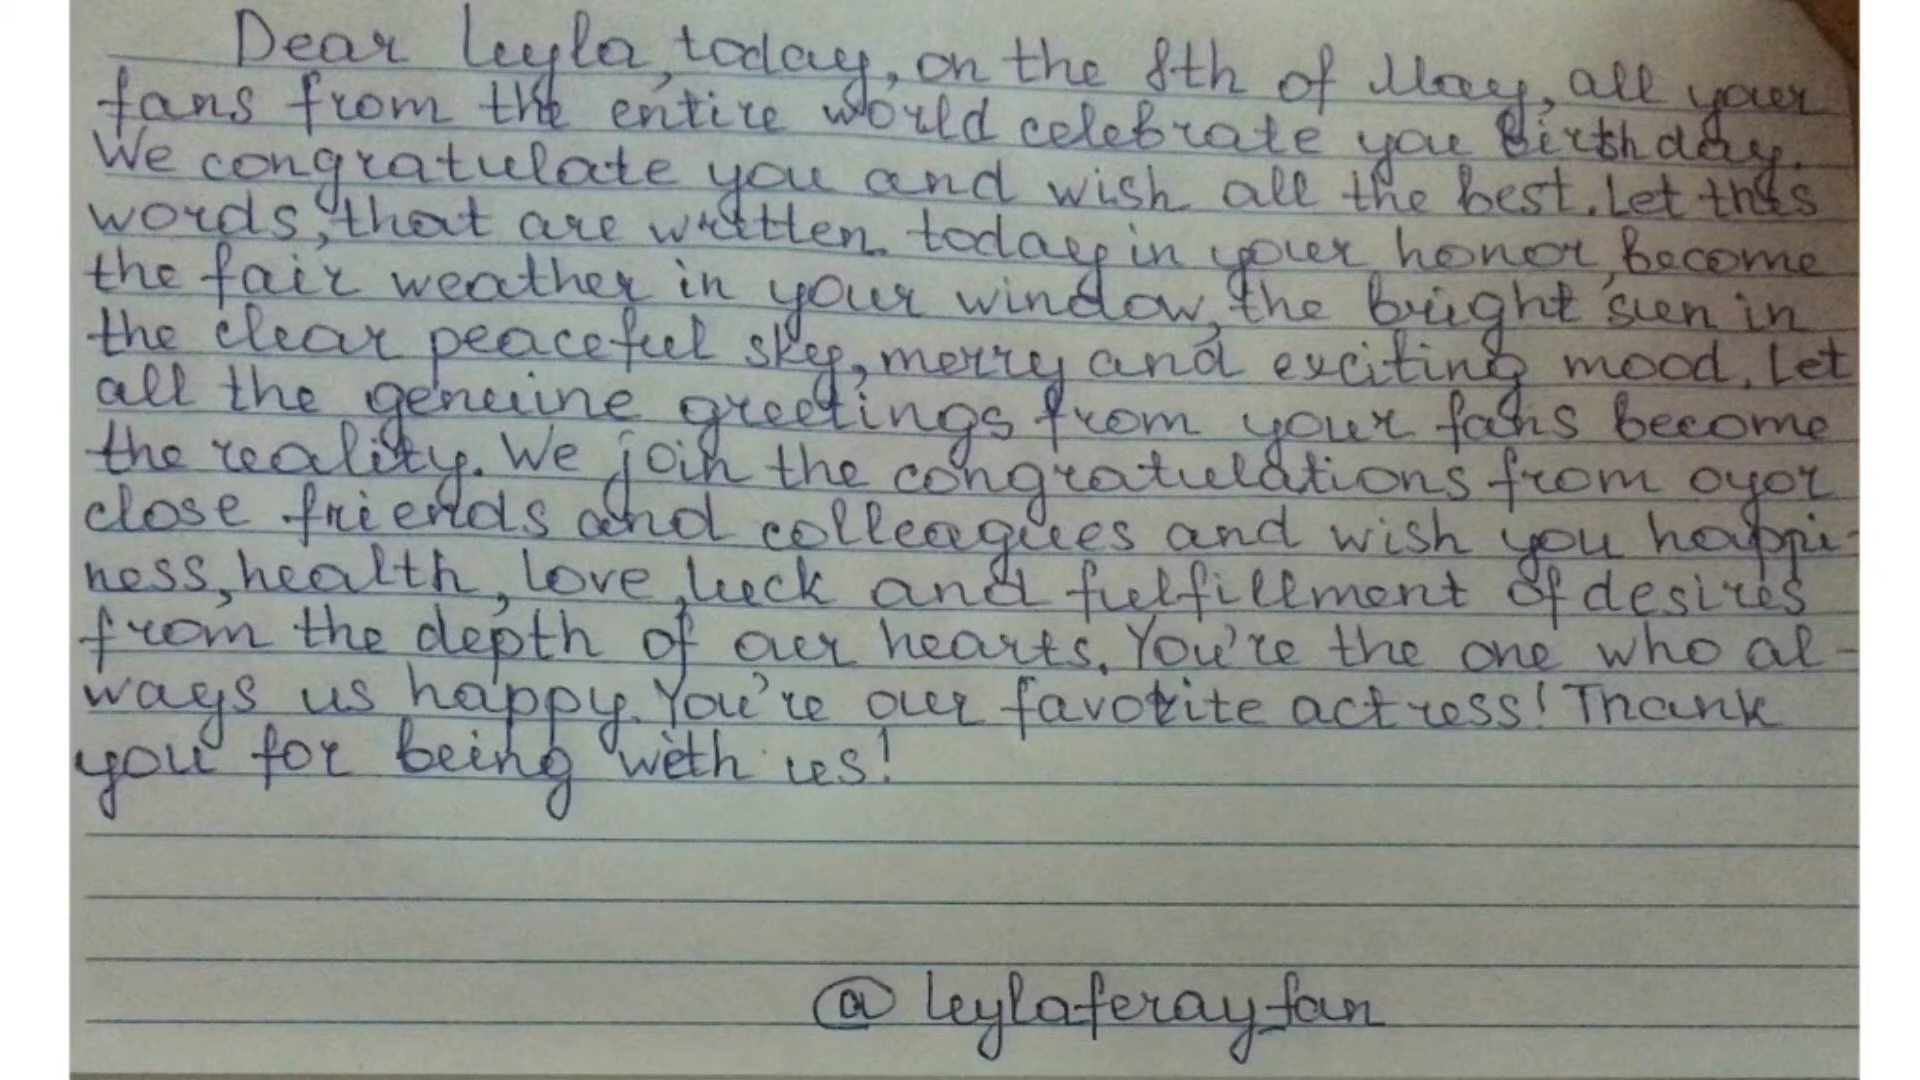 Dear Leyla, today, on the 8th of May, all your
fans from the entire world celebrate you Birthday.
We congratulate you and wish all the best. Let this
words, that are written today in your honor, become
the fair weather in your window, the bright sun in
the clear peaceful sky, merry and exciting mood. Let
all the genuine greetings from your fans become
the reality. We join the congratulations from oyor
close friends and colleagues and wish you happi-
ness, health, love, luck and fulfillment of desires
from the depth of our hearts. You're the one who al-
ways us happy. You're our favorite actress! Thank
you for being with us!
@leylaferay_fan